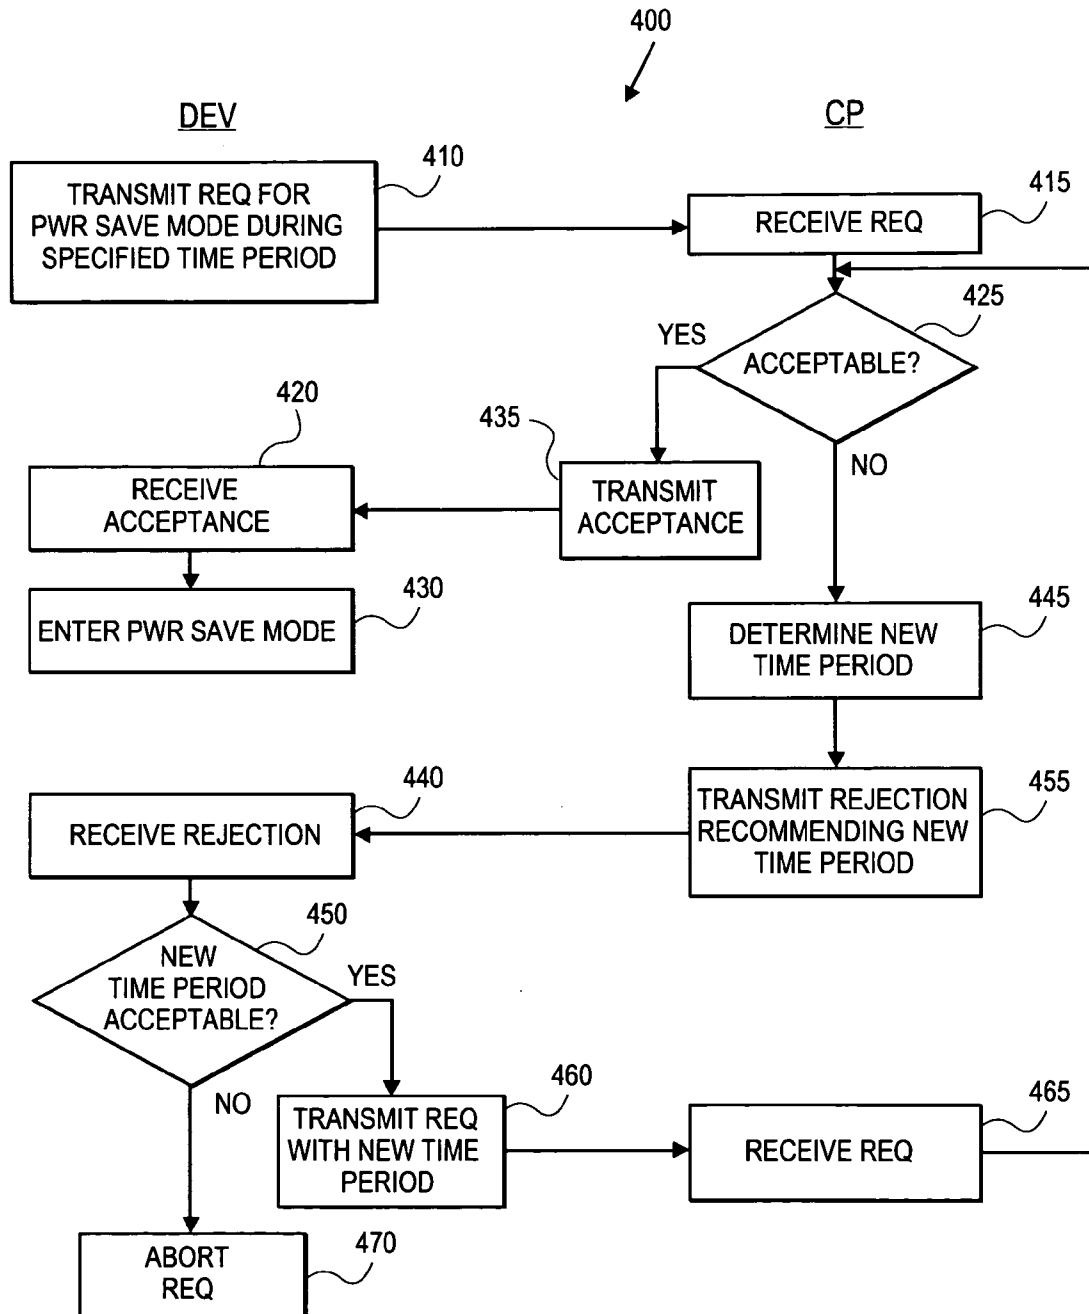 400
DEV
CP
410
TRANSMIT REQ FOR
PWR SAVE MODE DURING
SPECIFIED TIME PERIOD
415
RECEIVE REQ
425
YES
ACCEPTABLE?
NO
420
RECEIVE
ACCEPTANCE
435
TRANSMIT
ACCEPTANCE
430
ENTER PWR SAVE MODE
445
DETERMINE NEW
TIME PERIOD
440
RECEIVE REJECTION
455
TRANSMIT REJECTION
RECOMMENDING NEW
TIME PERIOD
450
NEW
TIME PERIOD
ACCEPTABLE?
YES
NO
460
TRANSMIT REQ
WITH NEW TIME
PERIOD
465
RECEIVE REQ
470
ABORT
REQ